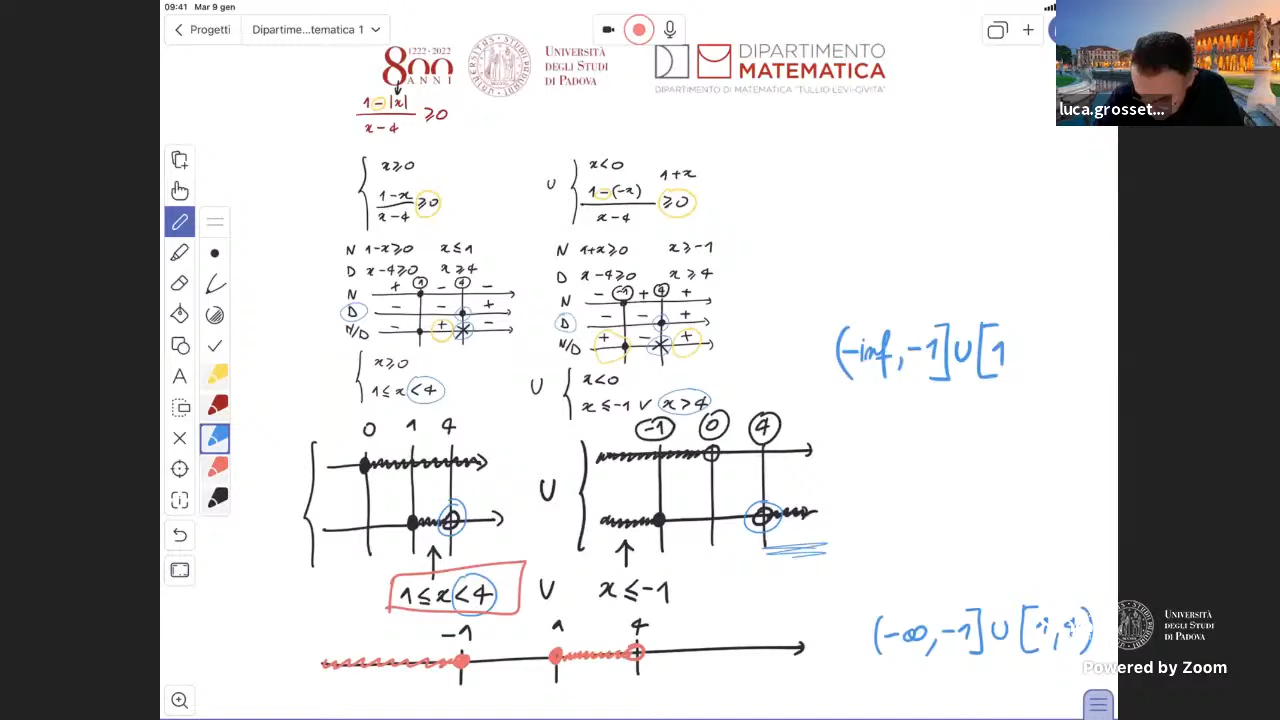 09:41 Mar 9 gen
Progetti
Dipartime...tematica 1
800
1222·2022
ANNI
UNIVERSITÀ
DEGLI STUDI
DI PADOVA
DIPARTIMENTO
MATEMATICA
DIPARTIMENTO DI MATEMATICA "TULLIO LEVI-CIVITA"
luca.grosset...
1-|x|
x-4
≥0
x≥0
1-x
x-4
≥0
U
x<0
1-(-x)
1+x
x-4
≥0
N 1-x≥0 x≤1
D x-4≥0 x≥4
1 4
N + - -
D - - +
N/D - + -
N 1+x≥0 x≥-1
D x-4≥0 x≥4
-1 4
N - + +
D - - +
N/D + - +
x≥0
1≤x<4
U
x<0
x≤-1 ∨ x>4
(-inf, -1] U [1
0 1 4
U
-1 0 4
1≤x<4 U x≤-1
-1 1 4
(-∞, -1] U [1, 4)
UNIVERSITÀ
DEGLI STUDI
DI PADOVA
Powered by Zoom